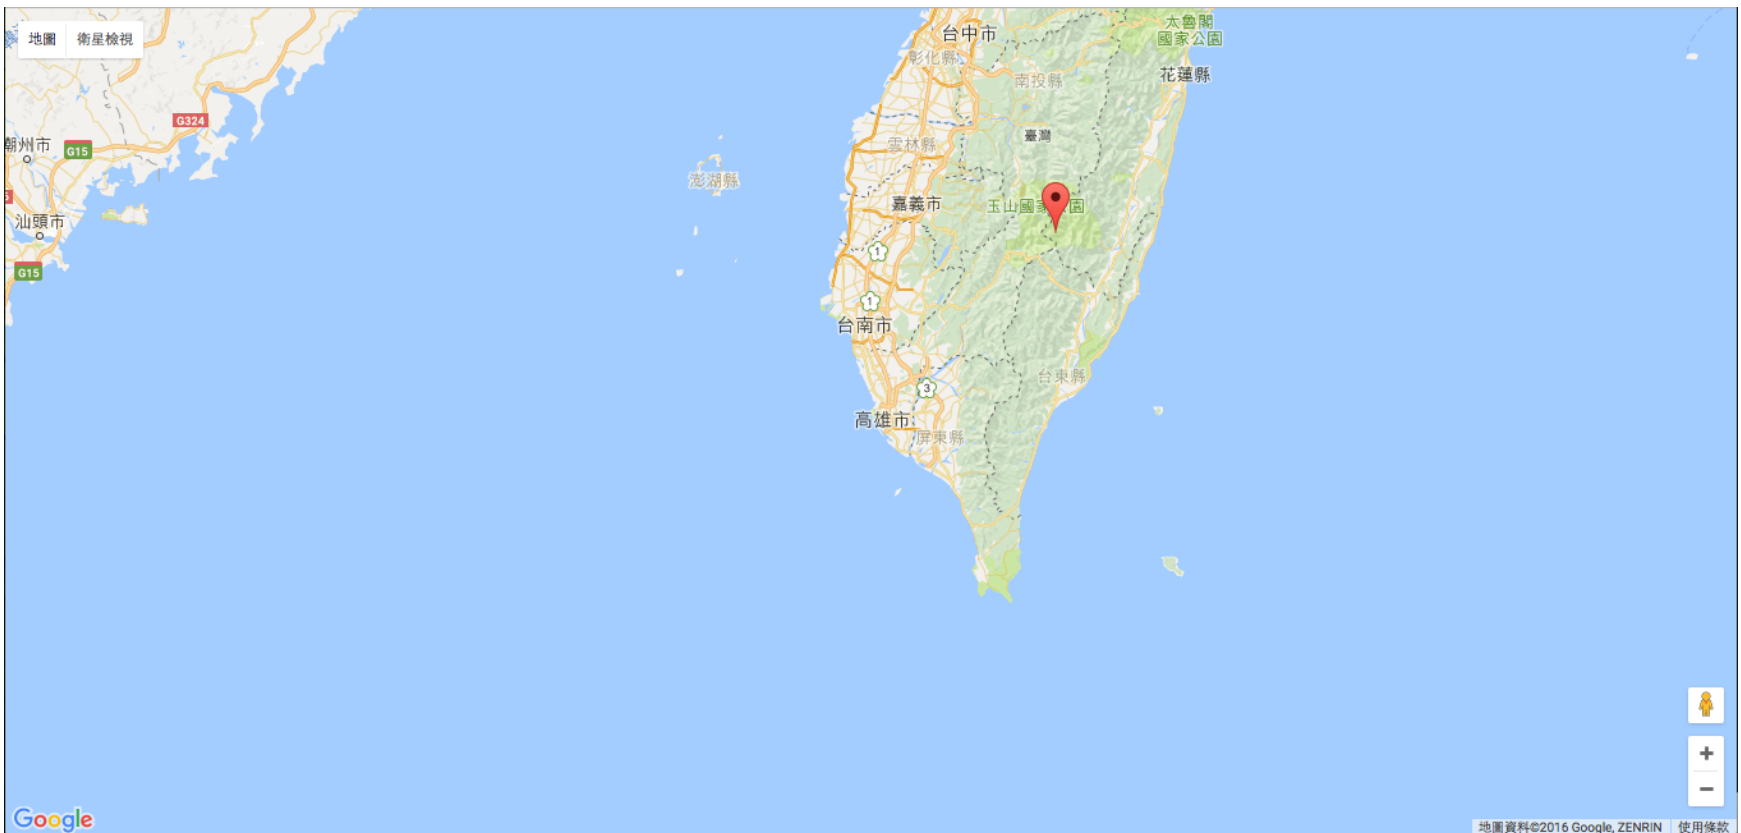 地圖 衛星檢視
太魯閣
國家公園
台中市
彰化縣
花蓮縣
南投縣
G324
臺灣
潮州市
G15
雲林縣
澎湖縣
嘉義市
玉山國家公園
汕頭市
1
G15
1
台南市
台東縣
3
高雄市
屏東縣
Google
地圖資料©2016 Google, ZENRIN 使用條款